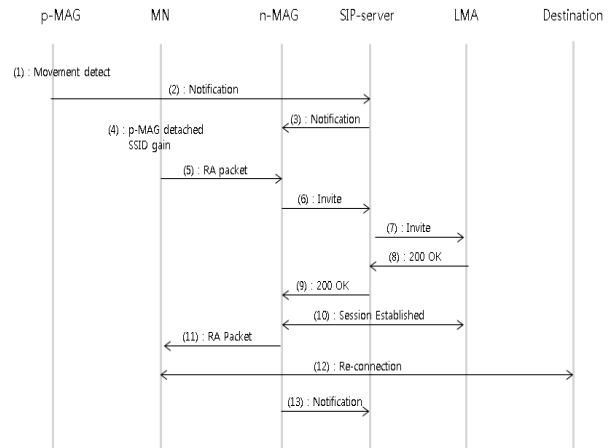 p-MAG MN n-MAG SIP-server LMA Destination
(1) : Movement detect
(2) : Notification
(3) : Notification
(4) : p-MAG detached
SSID gain
(5) : RA packet
(6) : Invite
(7) : Invite
(8) : 200 OK
(9) : 200 OK
(10) : Session Established
(11) : RA Packet
(12) : Re-connection
(13) : Notification